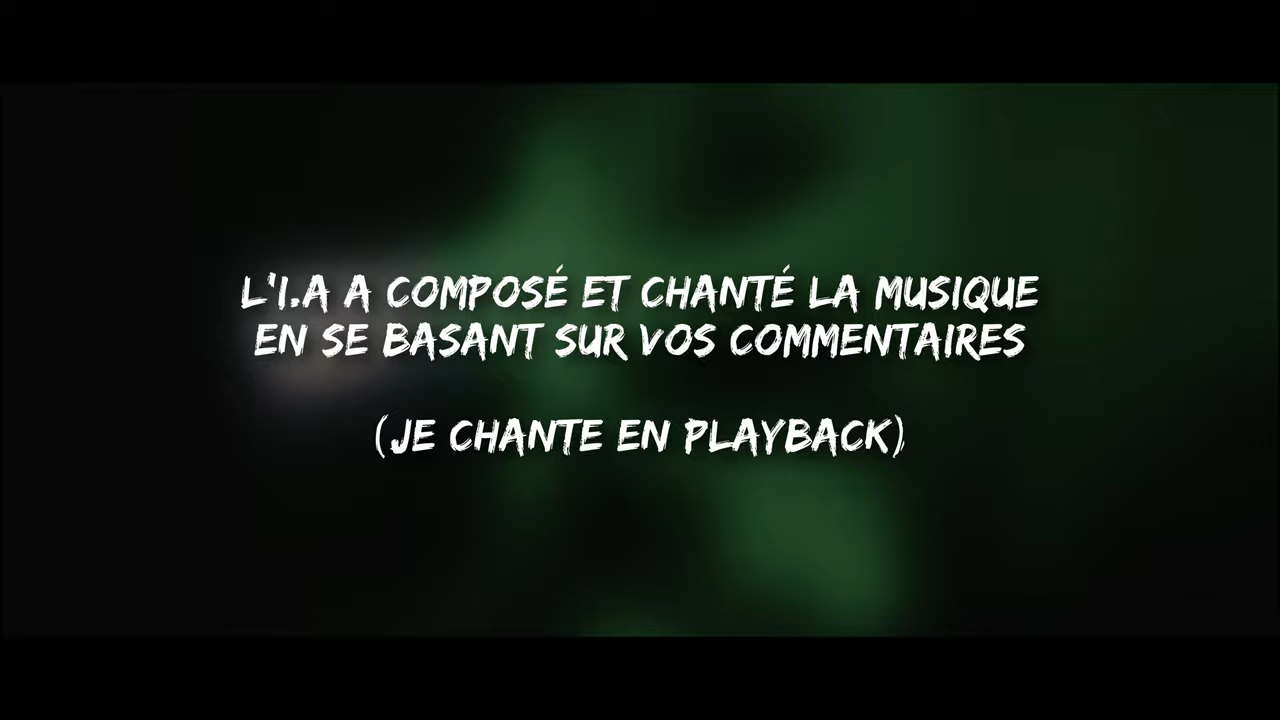 L'I.A A COMPOSÉ ET CHANTÉ LA MUSIQUE
EN SE BASANT SUR VOS COMMENTAIRES
(JE CHANTE EN PLAYBACK)